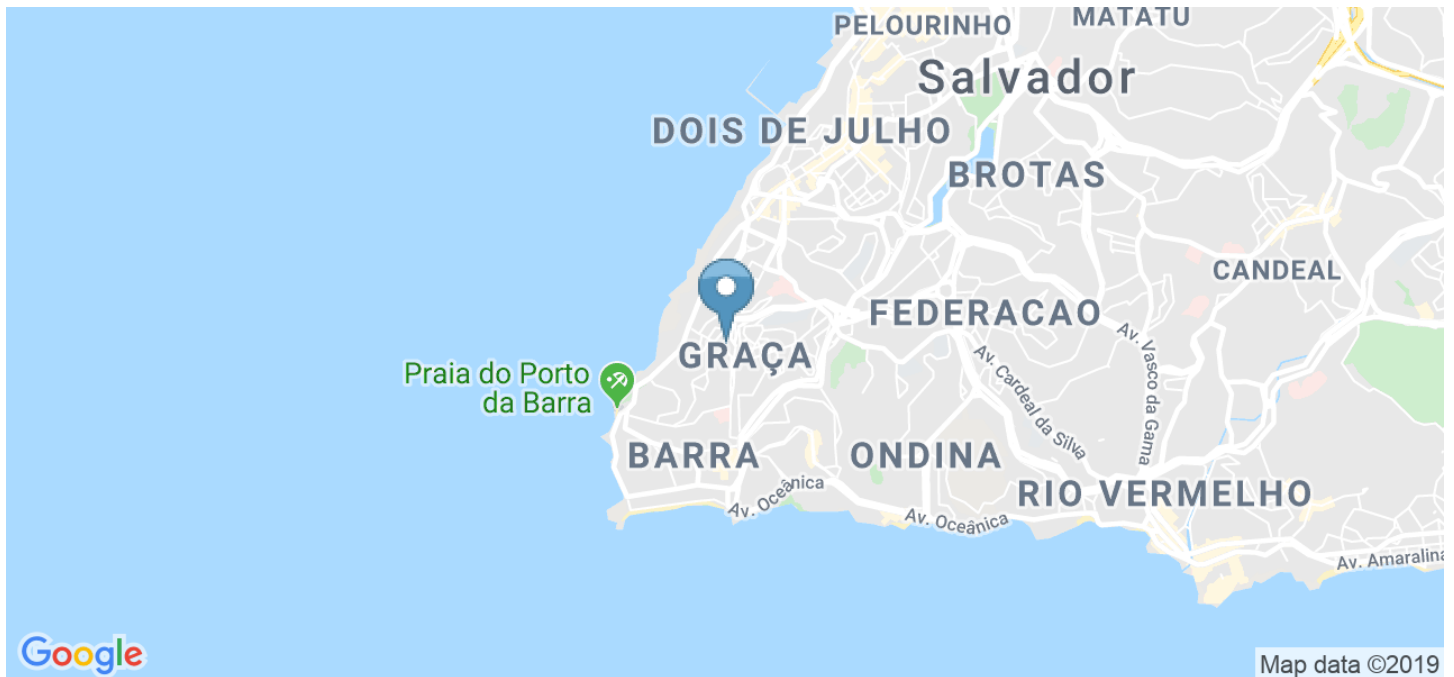 PELOURINHO
MATATU
Salvador
DOIS DE JULHO
BROTAS
CANDEAL
FEDERACAO
GRAÇA
Praia do Porto
da Barra
Av. Vasco da Gama
Av. Cardeal da Silva
BARRA
ONDINA
Av. Oceânica
RIO VERMELHO
Av. Oceânica
Av. Amaralina
Google
Map data ©2019